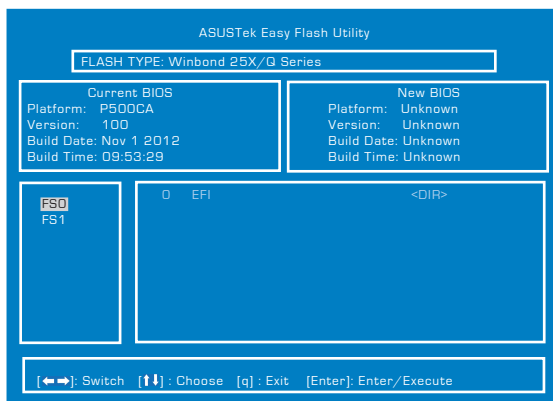 ASUSTek Easy Flash Utility
FLASH TYPE: Winbond 25X/Q Series
Current BIOS
Platform: P500CA
Version: 100
Build Date: Nov 1 2012
Build Time: 09:53:29
New BIOS
Platform: Unknown
Version: Unknown
Build Date: Unknown
Build Time: Unknown
FS0
FS1
0 EFI <DIR>
[←→]: Switch [↑↓] : Choose [q] : Exit [Enter]: Enter/Execute